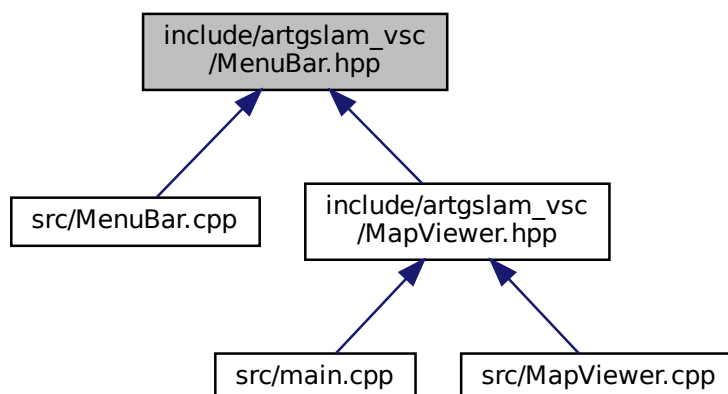 include/artgslam_vsc
/MenuBar.hpp
src/MenuBar.cpp
include/artgslam_vsc
/MapViewer.hpp
src/main.cpp
src/MapViewer.cpp